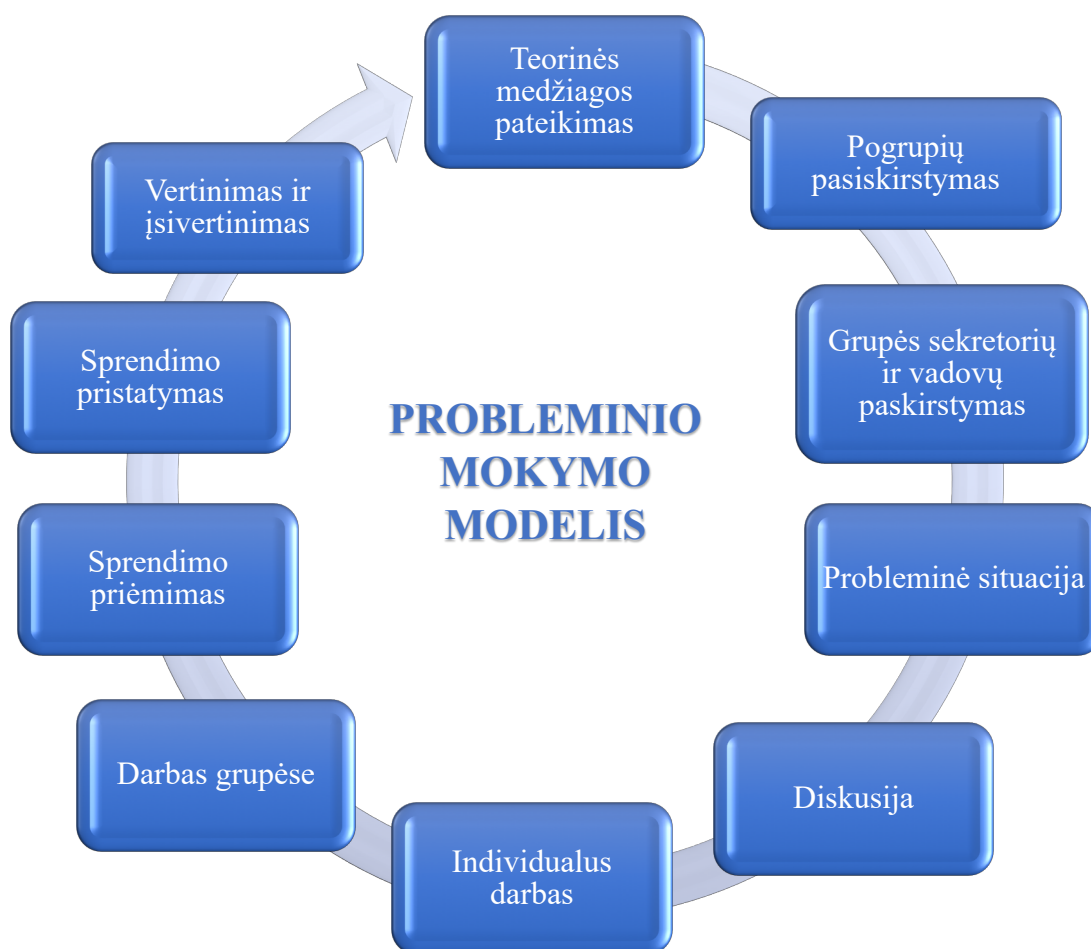 Teorinės
medžiagos
pateikimas
Pogrupių
pasiskirstymas
Grupės sekretorių
ir vadovų
paskirstymas
Probleminė situacija
Diskusija
Individualus
darbas
Darbas grupėse
Sprendimo
priėmimas
Sprendimo
pristatymas
Vertinimas ir
įsivertinimas
PROBLEMINIO
MOKYMO
MODELIS